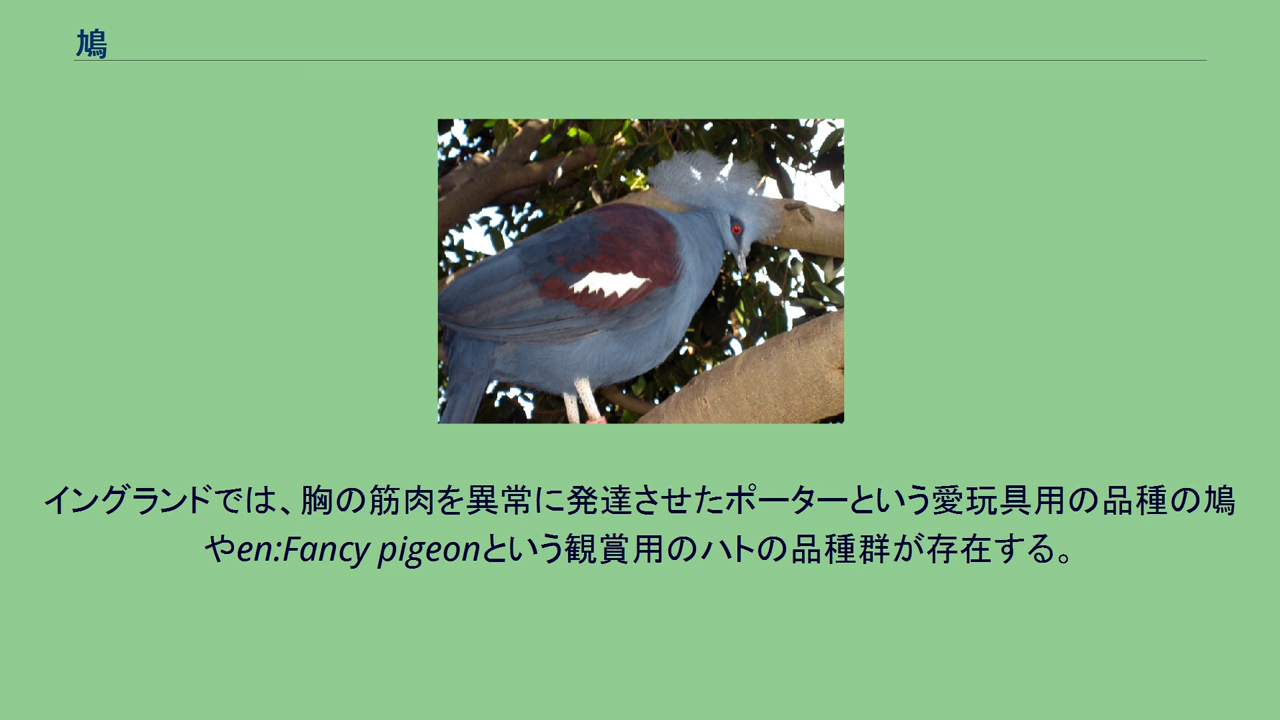 鳩
イングランドでは、胸の筋肉を異常に発達させたポーターという愛玩具用の品種の鳩
やen:Fancy pigeonという観賞用のハトの品種群が存在する。